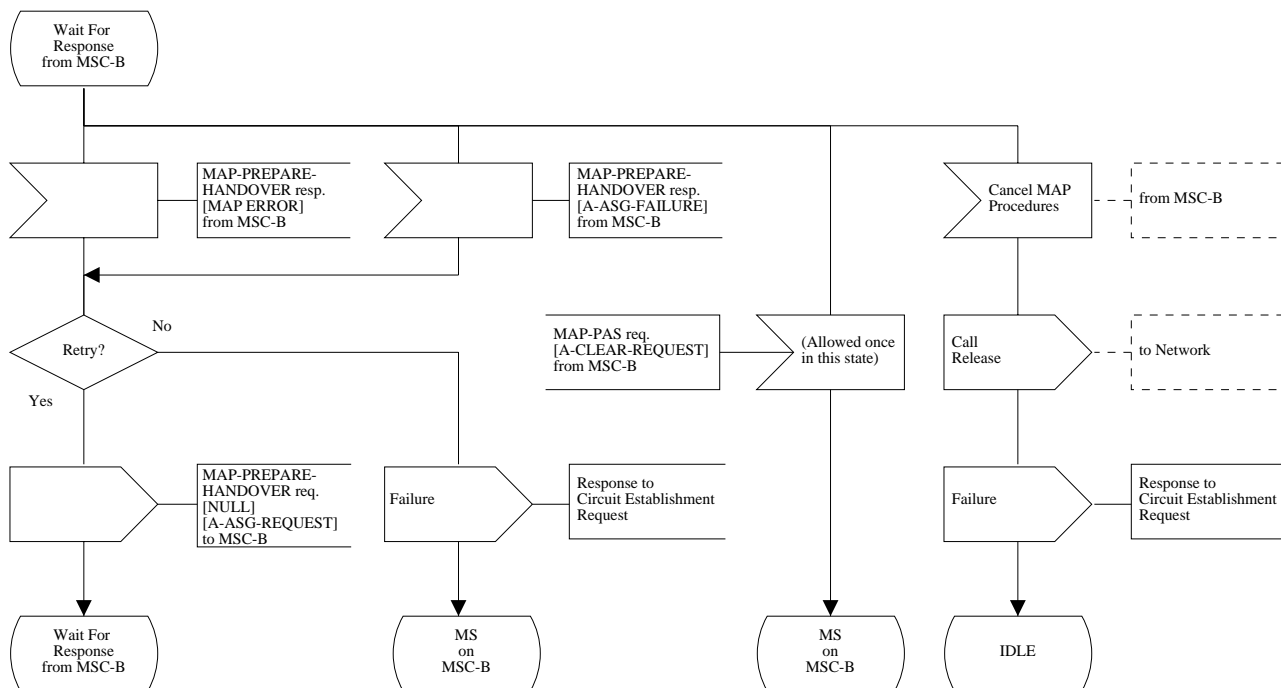 Wait For
Response
from MSC-B
MAP-PREPARE-
HANDOVER resp.
[MAP ERROR]
from MSC-B
MAP-PREPARE-
HANDOVER resp.
[A-ASG-FAILURE]
from MSC-B
Cancel MAP
Procedures
from MSC-B
Retry?
No
Yes
MAP-PAS req.
[A-CLEAR-REQUEST]
from MSC-B
(Allowed once
in this state)
Call
Release
to Network
MAP-PREPARE-
HANDOVER req.
[NULL]
[A-ASG-REQUEST]
to MSC-B
Failure
Response to
Circuit Establishment
Request
Failure
Response to
Circuit Establishment
Request
Wait For
Response
from MSC-B
MS
on
MSC-B
MS
on
MSC-B
IDLE